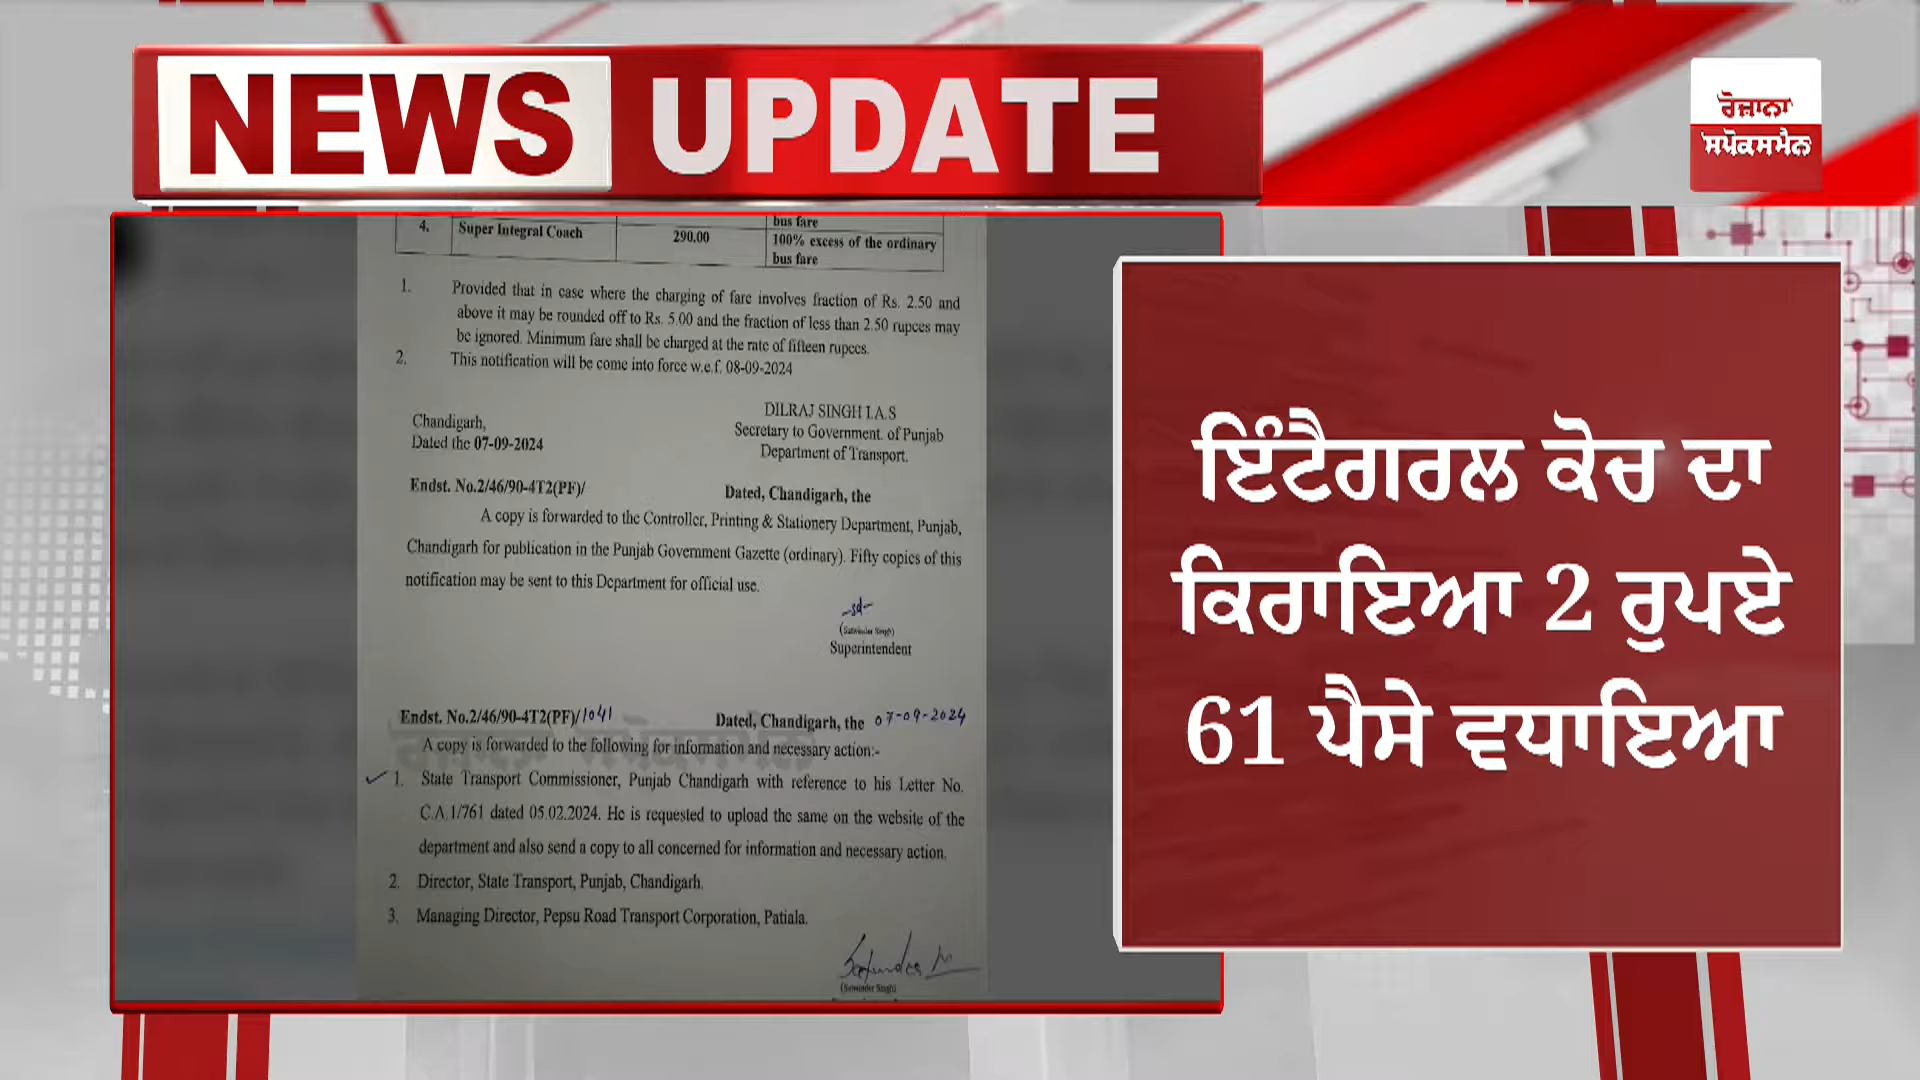 NEWS UPDATE
ਰੋਜ਼ਾਨਾ
ਸਪੋਕਸਮੈਨ
bus fare
4. Super Integral Coach 290.00 100% excess of the ordinary
bus fare
1. Provided that in case where the charging of fare involves fraction of Rs. 2.50 and
above it may be rounded off to Rs. 5.00 and the fraction of less than 2.50 rupees may
be ignored. Minimum fare shall be charged at the rate of fifteen rupees.
2. This notification will be come into force w.e.f. 08-09-2024
DILRAJ SINGH I.A.S
Chandigarh, Secretary to Government. of Punjab
Dated the 07-09-2024 Department of Transport.
Endst. No.2/46/90-4T2(PF)/ Dated, Chandigarh, the
A copy is forwarded to the Controller, Printing & Stationery Department, Punjab,
Chandigarh for publication in the Punjab Government Gazette (ordinary). Fifty copies of this
notification may be sent to this Department for official use.
-sd-
(Satwinder Singh)
Superintendent
Endst. No.2/46/90-4T2(PF)/1041 Dated, Chandigarh, the 07-09-2024
ਰੋਜ਼ਾਨਾ ਸਪੋਕਸਮੈਨ
A copy is forwarded to the following for information and necessary action:-
1. State Transport Commissioner, Punjab Chandigarh with reference to his Letter No.
C.A.1/761 dated 05.02.2024. He is requested to upload the same on the website of the
department and also send a copy to all concerned for information and necessary action.
2. Director, State Transport, Punjab, Chandigarh.
3. Managing Director, Pepsu Road Transport Corporation, Patiala.
(Satwinder Singh)
ਇੰਟੈਗਰਲ ਕੋਚ ਦਾ
ਕਿਰਾਇਆ 2 ਰੁਪਏ
61 ਪੈਸੇ ਵਧਾਇਆ